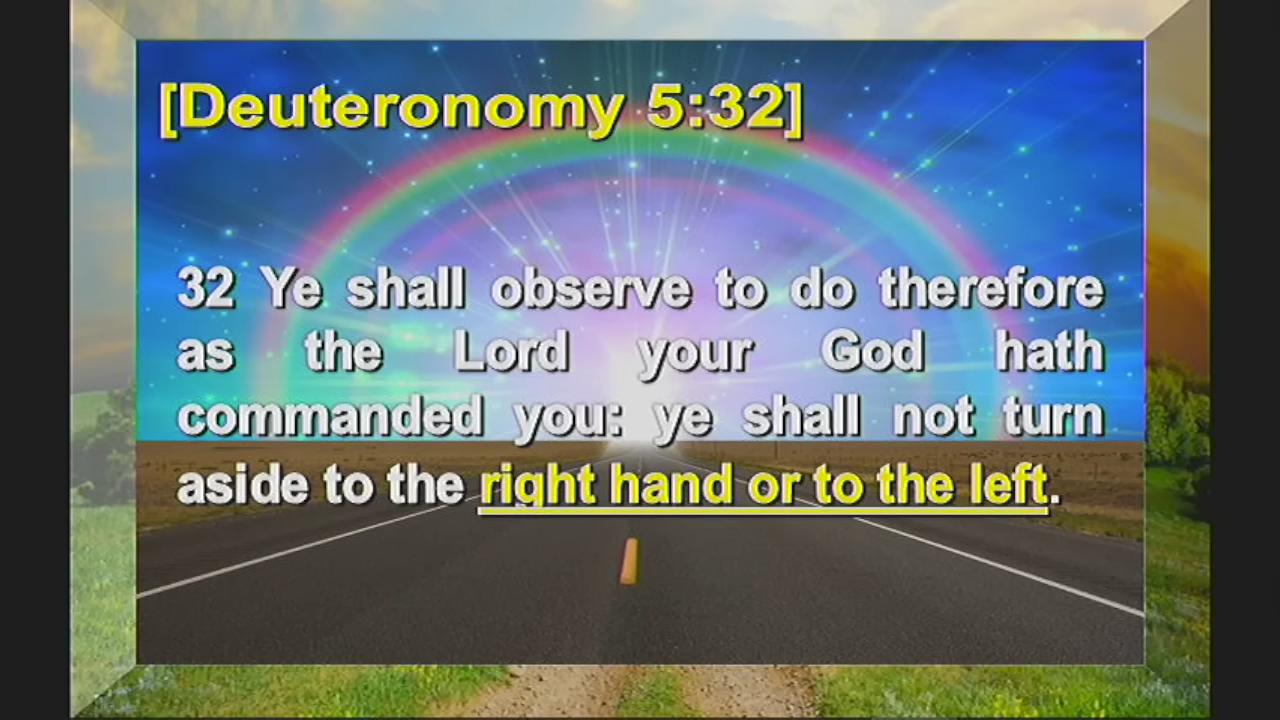 [Deuteronomy 5:32]
32 Ye shall observe to do therefore
as the Lord your God hath
commanded you: ye shall not turn
aside to the right hand or to the left.